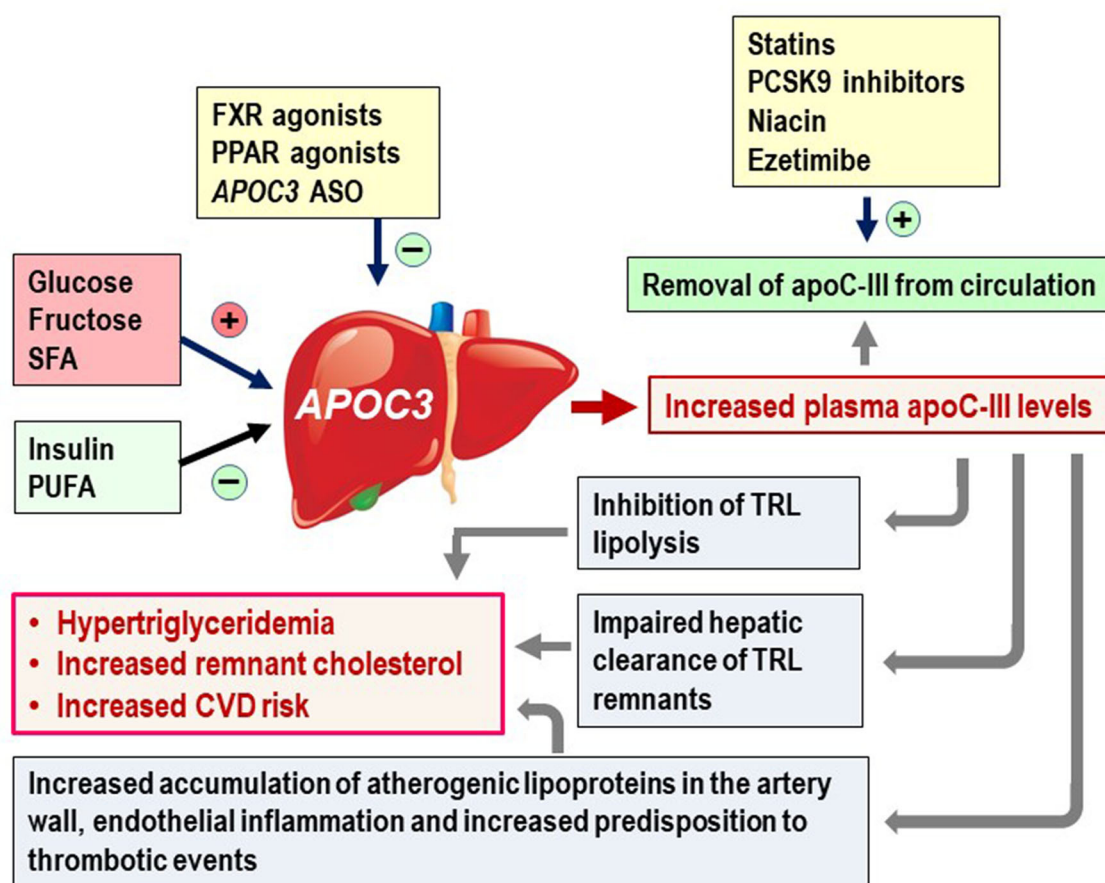 Statins
PCSK9 inhibitors
Niacin
Ezetimibe
FXR agonists
PPAR agonists
APOC3 ASO
−
+
Glucose
Fructose
SFA
+
Removal of apoC-III from circulation
APOC3
Increased plasma apoC-III levels
Insulin
PUFA
−
Inhibition of TRL
lipolysis
• Hypertriglyceridemia
• Increased remnant cholesterol
• Increased CVD risk
Impaired hepatic
clearance of TRL
remnants
Increased accumulation of atherogenic lipoproteins in the artery
wall, endothelial inflammation and increased predisposition to
thrombotic events